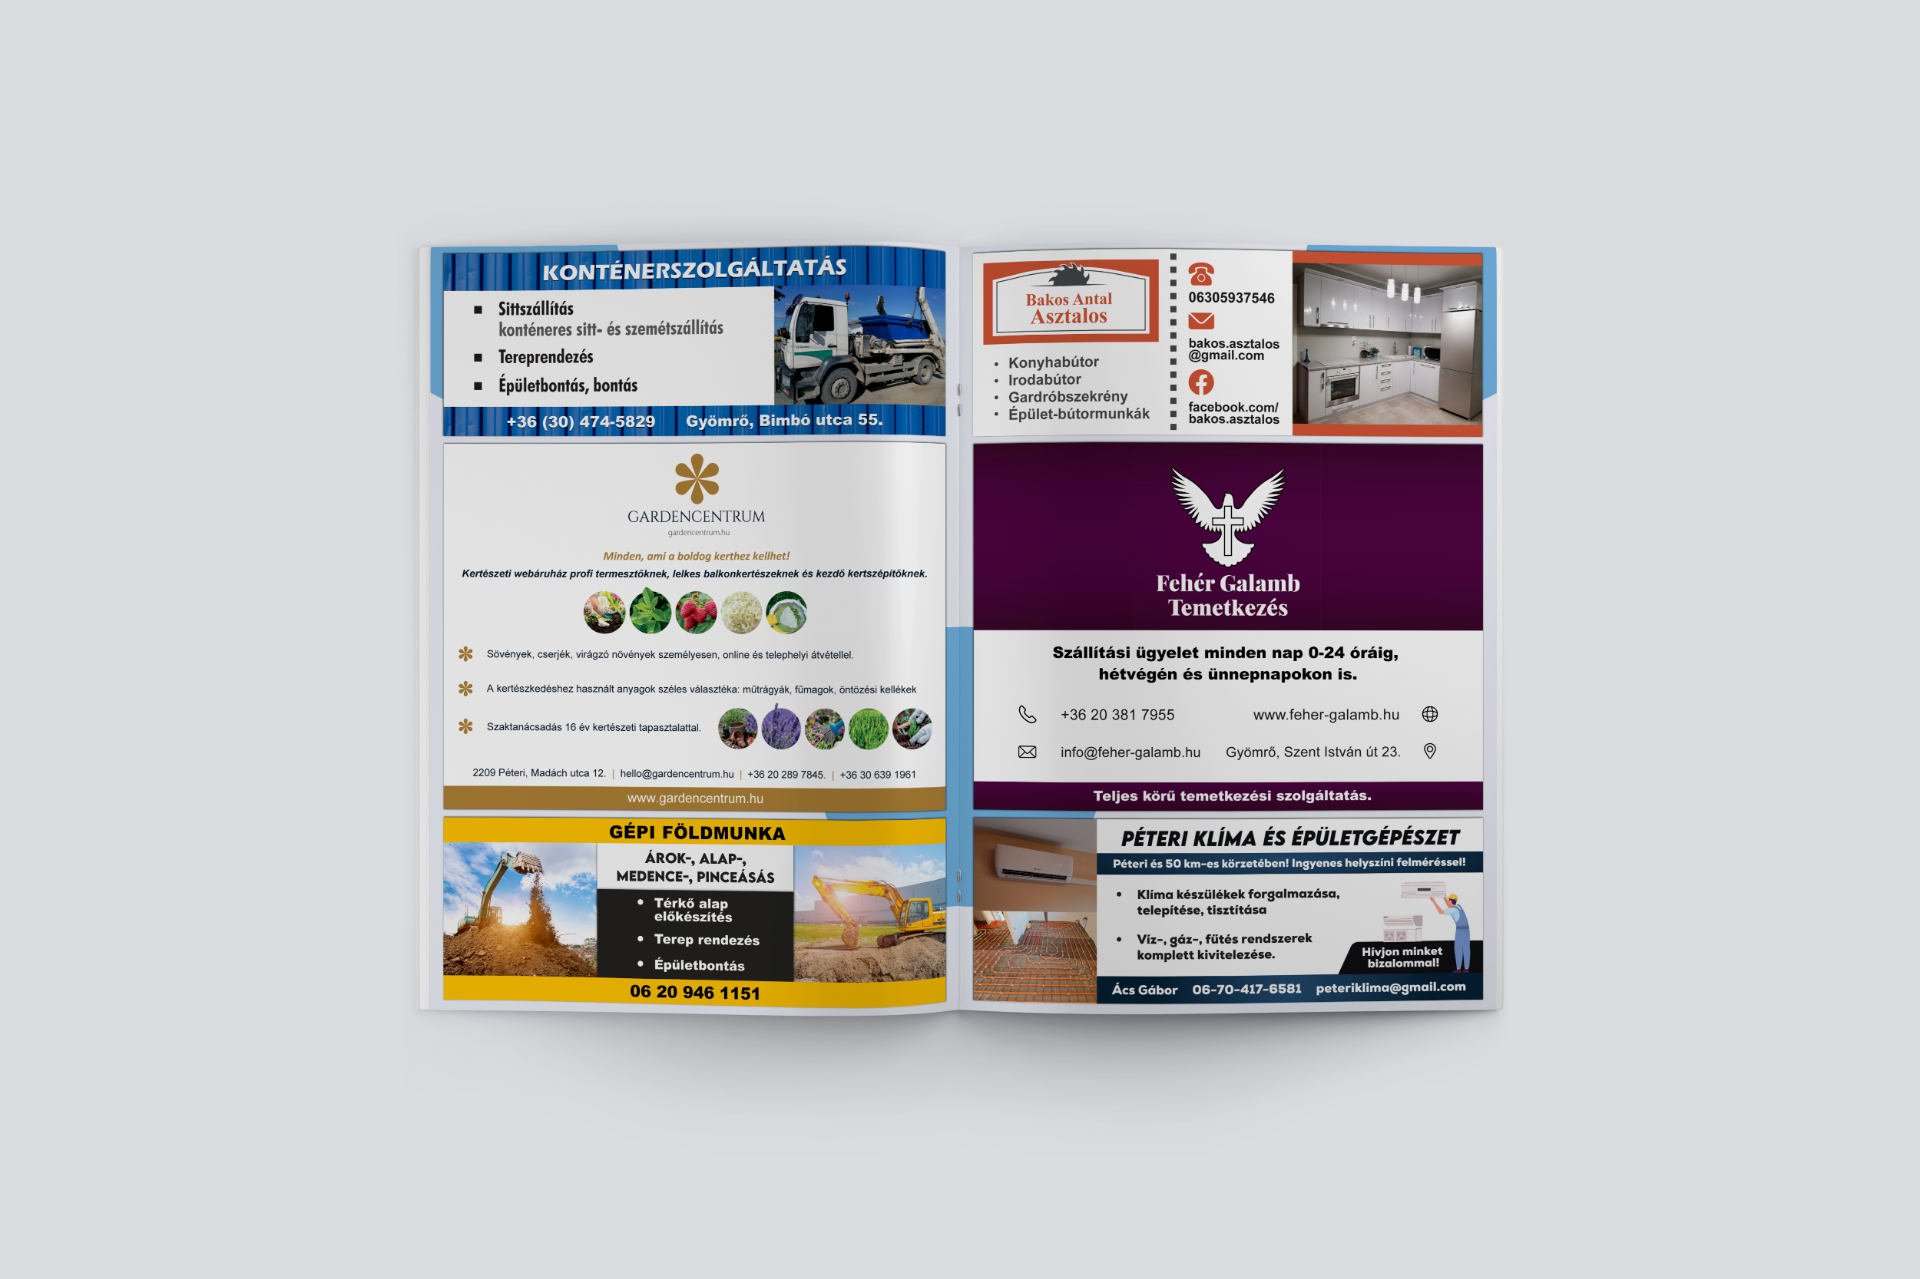 KONTÉNERSZOLGÁLTATÁS
Sittszállítás
konténeres sitt- és szemétszállítás
Tereprendezés
Épületbontás, bontás
+36 (30) 474-5829 Gyömrő, Bimbó utca 55.
GARDENCENTRUM
gardencentrum.hu
Minden, ami a boldog kerthez kellhet!
Kertészeti webáruház profi termesztőknek, lelkes balkonkertészeknek és kezdő kertszépítőknek.
Sövények, cserjék, virágzó növények személyesen, online és telephelyi átvétellel.
A kertészkedéshez használt anyagok széles választéka: műtrágyák, fűmagok, öntözési kellékek
Szaktanácsadás 16 év kertészeti tapasztalattal.
2209 Péteri, Madách utca 12. | hello@gardencentrum.hu | +36 20 289 7845. | +36 30 639 1961
www.gardencentrum.hu
GÉPI FÖLDMUNKA
ÁROK-, ALAP-,
MEDENCE-, PINCEÁSÁS
• Térkő alap
előkészítés
• Terep rendezés
• Épületbontás
06 20 946 1151
Bakos Antal
Asztalos
• Konyhabútor
• Irodabútor
• Gardróbszekrény
• Épület-bútormunkák
06305937546
bakos.asztalos
@gmail.com
facebook.com/
bakos.asztalos
Fehér Galamb
Temetkezés
Szállítási ügyelet minden nap 0-24 óráig,
hétvégén és ünnepnapokon is.
+36 20 381 7955 www.feher-galamb.hu
info@feher-galamb.hu Gyömrő, Szent István út 23.
Teljes körű temetkezési szolgáltatás.
PÉTERI KLÍMA ÉS ÉPÜLETGÉPÉSZET
Péteri és 50 km-es körzetében! Ingyenes helyszíni felméréssel!
• Klíma készülékek forgalmazása,
telepítése, tisztítása
• Víz-, gáz-, fűtés rendszerek
komplett kivitelezése.
Hívjon minket
bizalommal!
Ács Gábor 06-70-417-6581 peteriklima@gmail.com